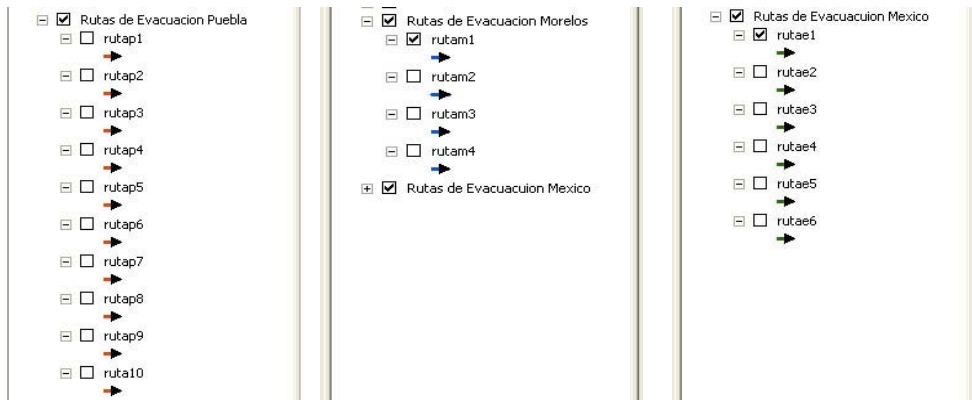 Rutas de Evacuacion Puebla
rutap1
rutap2
rutap3
rutap4
rutap5
rutap6
rutap7
rutap8
rutap9
ruta10
Rutas de Evacuacion Morelos
rutam1
rutam2
rutam3
rutam4
Rutas de Evacuacuion Mexico
Rutas de Evacuacuion Mexico
rutae1
rutae2
rutae3
rutae4
rutae5
rutae6